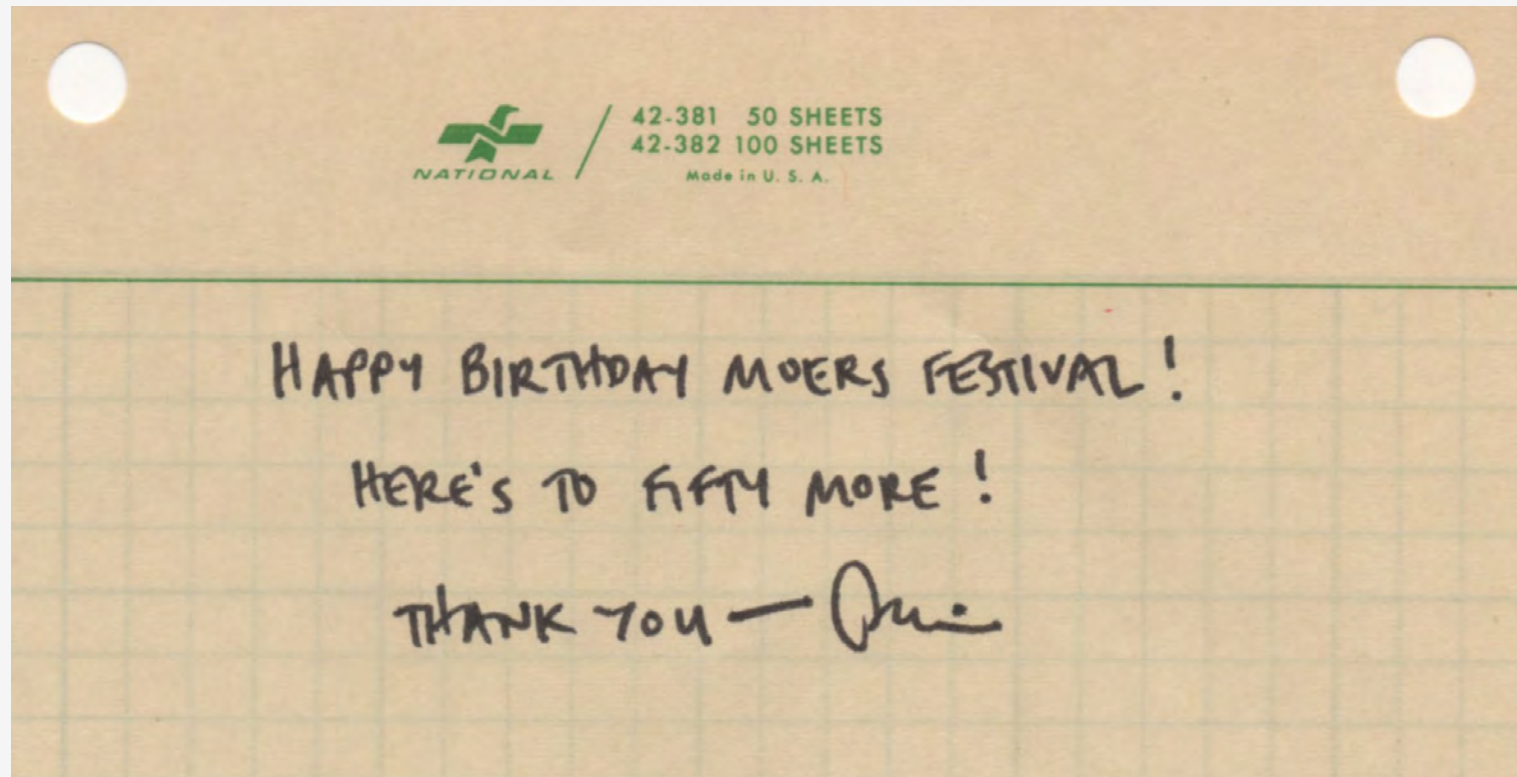 NATIONAL
42-381 50 SHEETS
42-382 100 SHEETS
Made in U. S. A.
HAPPY BIRTHDAY MOERS FESTIVAL!
HERE'S TO FIFTY MORE!
THANK YOU —